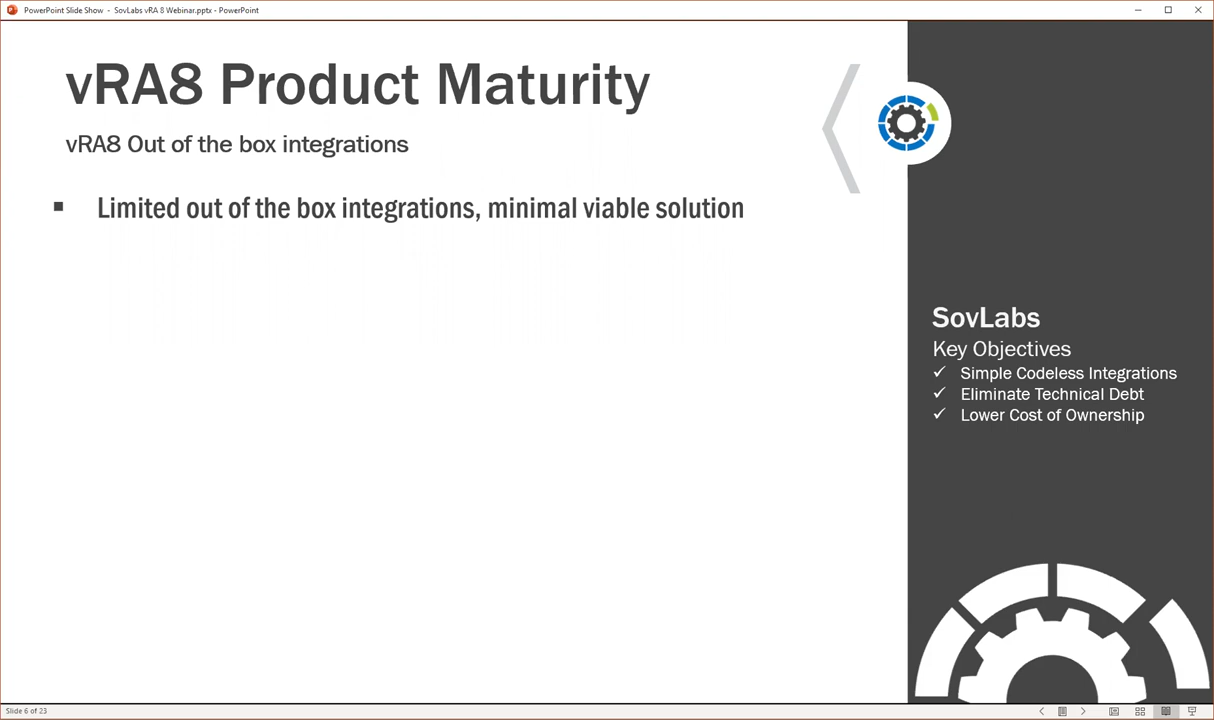 PowerPoint Slide Show - SovLabs vRA 8 Webinar.pptx - PowerPoint
vRA8 Product Maturity
vRA8 Out of the box integrations
▪ Limited out of the box integrations, minimal viable solution
SovLabs
Key Objectives
✓ Simple Codeless Integrations
✓ Eliminate Technical Debt
✓ Lower Cost of Ownership
Slide 6 of 23